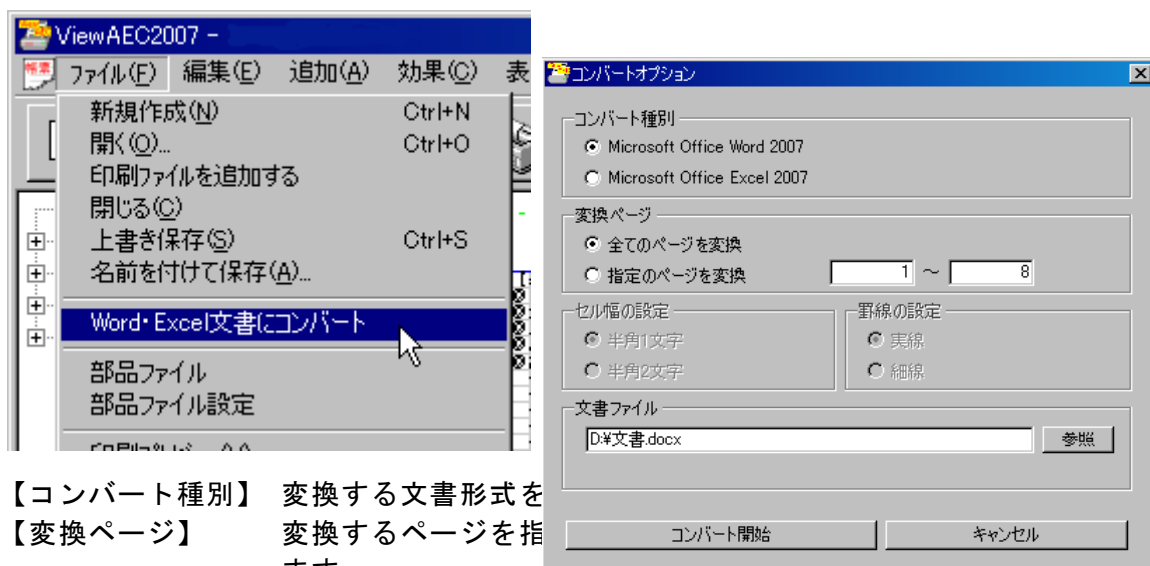 ViewAEC2007 -
帳票 ファイル(F) 編集(E) 追加(A) 効果(C) 表
新規作成(N) Ctrl+N
開く(O)... Ctrl+O
印刷ファイルを追加する
閉じる(C)
上書き保存(S) Ctrl+S
名前を付けて保存(A)...
Word・Excel文書にコンバート
部品ファイル
部品ファイル設定
コンバートオプション
コンバート種別
Microsoft Office Word 2007
Microsoft Office Excel 2007
変換ページ
全てのページを変換
指定のページを変換 1 ～ 8
セル幅の設定
半角1文字
半角2文字
罫線の設定
実線
細線
文書ファイル
D:¥文書.docx 参照
コンバート開始 キャンセル
【コンバート種別】 変換する文書形式を
【変換ページ】 変換するページを指
ます